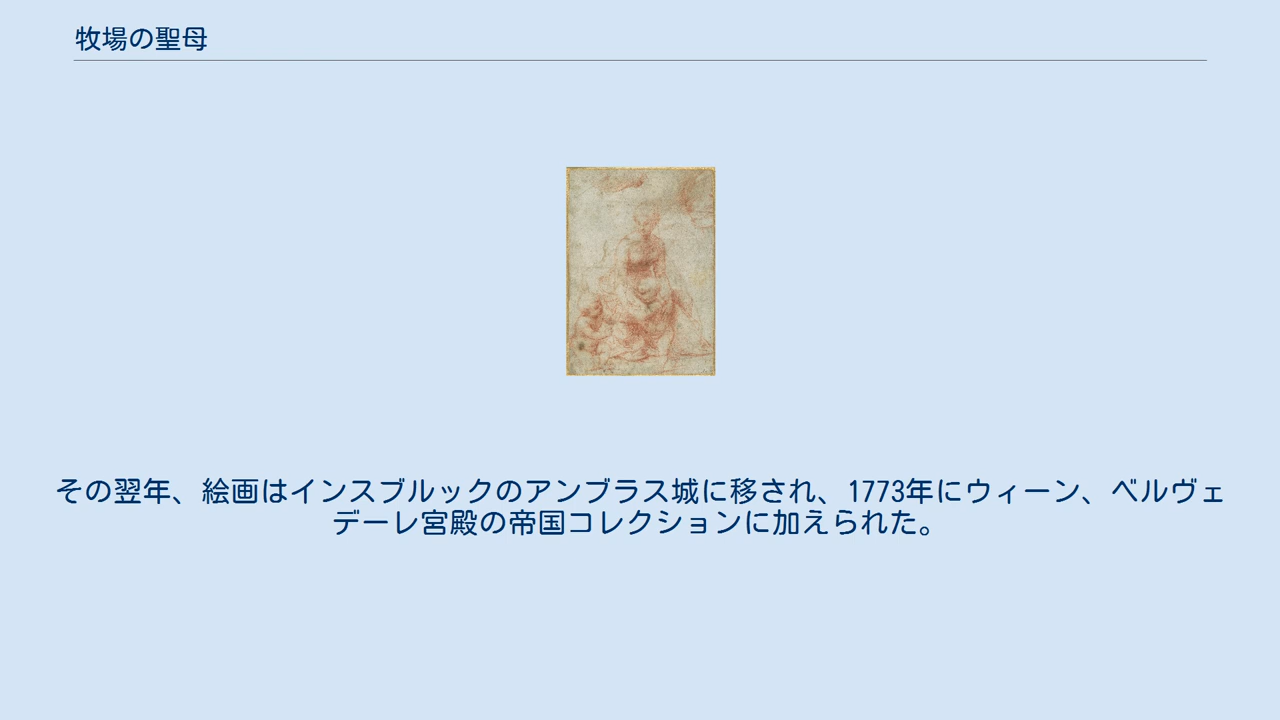 牧場の聖母
その翌年、絵画はインスブルックのアンブラス城に移され、1773年にウィーン、ベルヴェ
デーレ宮殿の帝国コレクションに加えられた。